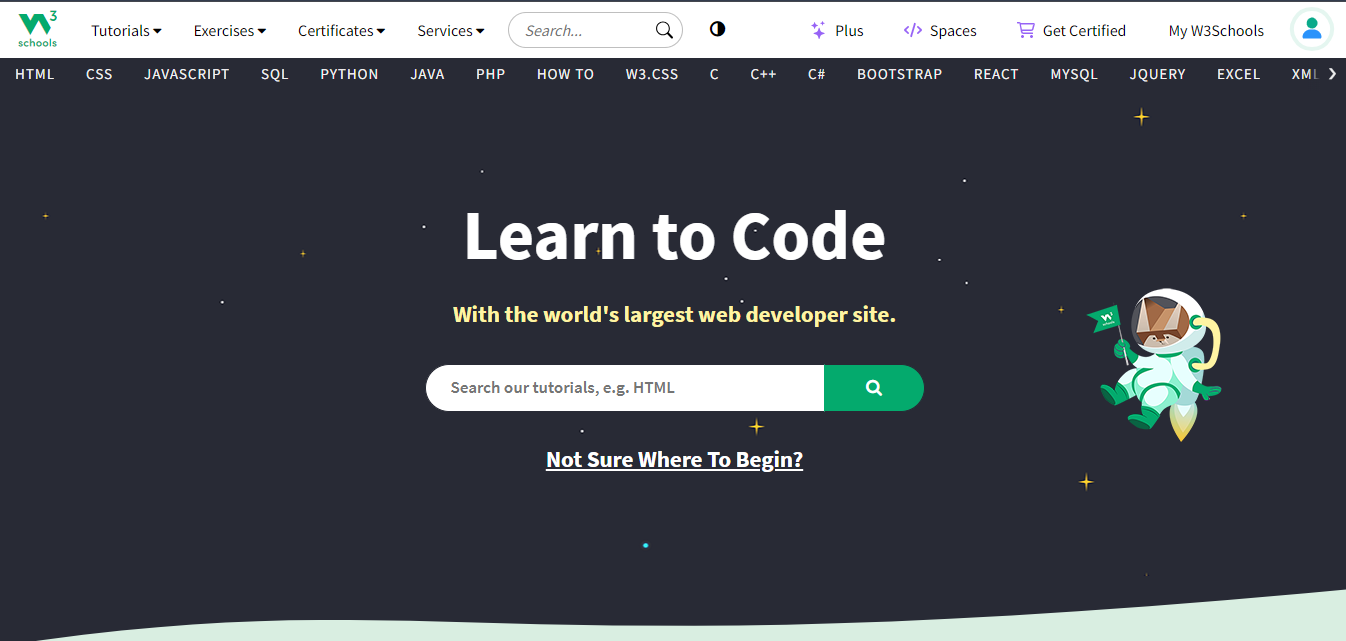 W3 schools Tutorials Exercises Certificates Services Search... Plus Spaces Get Certified My W3Schools
HTML CSS JAVASCRIPT SQL PYTHON JAVA PHP HOW TO W3.CSS C C++ C# BOOTSTRAP REACT MYSQL JQUERY EXCEL XML
Learn to Code
With the world's largest web developer site.
W schools
Search our tutorials, e.g. HTML
Not Sure Where To Begin?